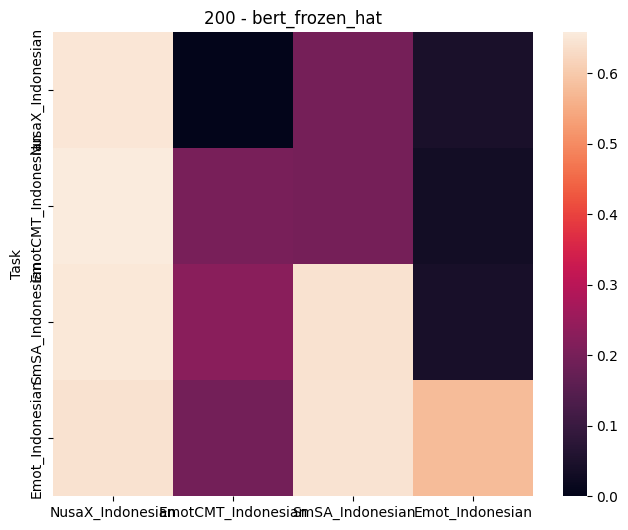 200 - bert_frozen_hat
Task
NusaX_Indonesian
EmotCMT_Indonesian
SmSA_Indonesian
Emot_Indonesian
NusaX_Indonesian
EmotCMT_Indonesian
SmSA_Indonesian
Emot_Indonesian
0.6
0.5
0.4
0.3
0.2
0.1
0.0